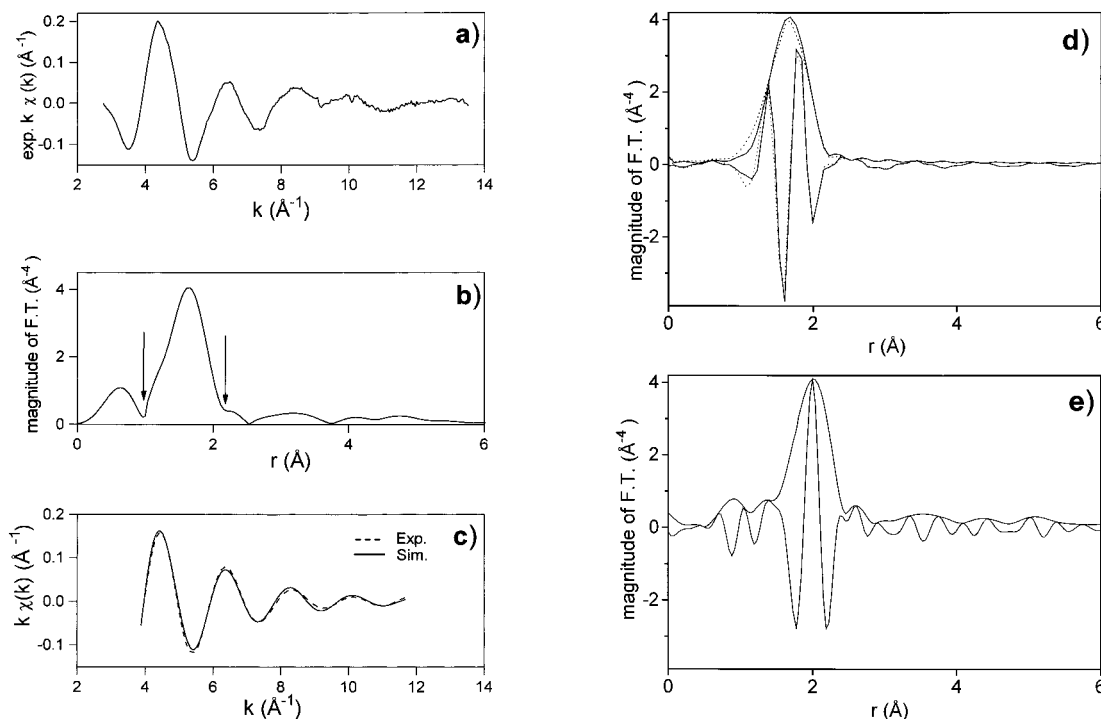 a)
exp. k χ (k) (Å-1)
0.2
0.1
0.0
-0.1
2 4 6 8 10 12 14
k (Å-1)
b)
magnitude of F.T. (Å-4)
4
2
0
0 2 4 6
r (Å)
c)
Exp.
Sim.
k χ(k) (Å-1)
0.2
0.1
0.0
-0.1
2 4 6 8 10 12 14
k (Å-1)
d)
magnitude of F.T. (Å-4)
4
2
0
-2
0 2 4 6
r (Å)
e)
magnitude of F.T. (Å-4)
4
2
0
-2
0 2 4 6
r (Å)